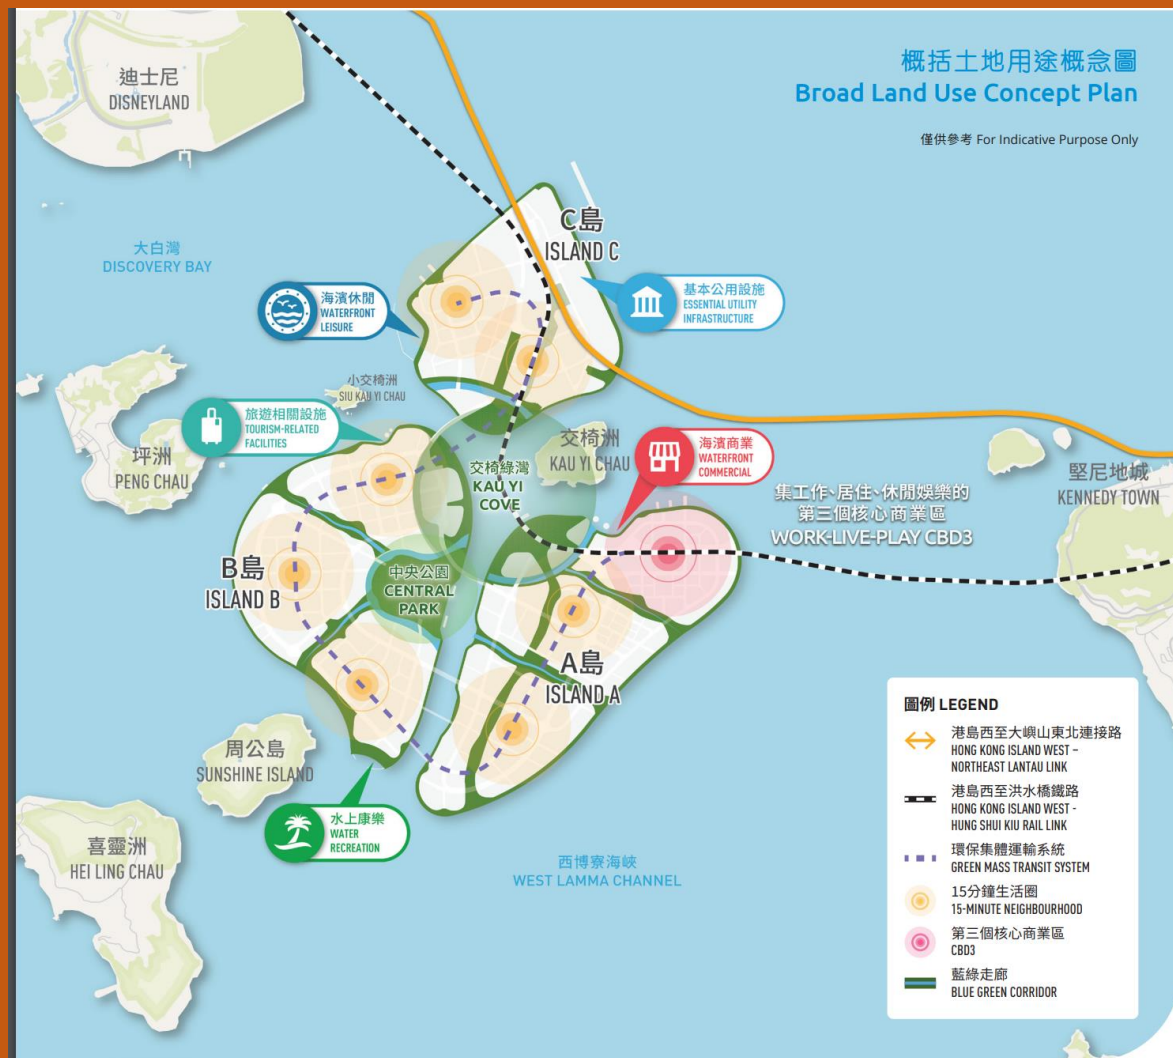 概括土地用途概念圖
Broad Land Use Concept Plan
僅供參考 For Indicative Purpose Only
迪士尼
DISNEYLAND
大白灣
DISCOVERY BAY
C島
ISLAND C
基本公用設施
ESSENTIAL UTILITY
INFRASTRUCTURE
海濱休閒
WATERFRONT
LEISURE
小交椅洲
SIU KAU YI CHAU
旅遊相關設施
TOURISM-RELATED
FACILITIES
坪洲
PENG CHAU
交椅洲
KAU YI CHAU
海濱商業
WATERFRONT
COMMERCIAL
交椅綠灣
KAU YI
COVE
堅尼地城
KENNEDY TOWN
集工作、居住、休閒娛樂的
第三個核心商業區
WORK-LIVE-PLAY CBD3
B島
ISLAND B
中央公園
CENTRAL
PARK
A島
ISLAND A
周公島
SUNSHINE ISLAND
水上康樂
WATER
RECREATION
喜靈洲
HEI LING CHAU
西博寮海峽
WEST LAMMA CHANNEL
圖例 LEGEND
港島西至大嶼山東北連接路
HONG KONG ISLAND WEST –
NORTHEAST LANTAU LINK
港島西至洪水橋鐵路
HONG KONG ISLAND WEST -
HUNG SHUI KIU RAIL LINK
環保集體運輸系統
GREEN MASS TRANSIT SYSTEM
15分鐘生活圈
15-MINUTE NEIGHBOURHOOD
第三個核心商業區
CBD3
藍綠走廊
BLUE GREEN CORRIDOR